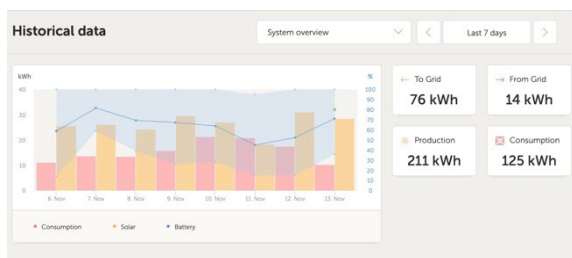 Historical data
System overview
Last 7 days
kWh
%
40
30
20
10
0
100
90
80
70
60
50
40
30
20
10
0
6. Nov
7. Nov
8. Nov
9. Nov
10. Nov
11. Nov
12. Nov
13. Nov
Consumption
Solar
Battery
To Grid
76 kWh
From Grid
14 kWh
Production
211 kWh
Consumption
125 kWh